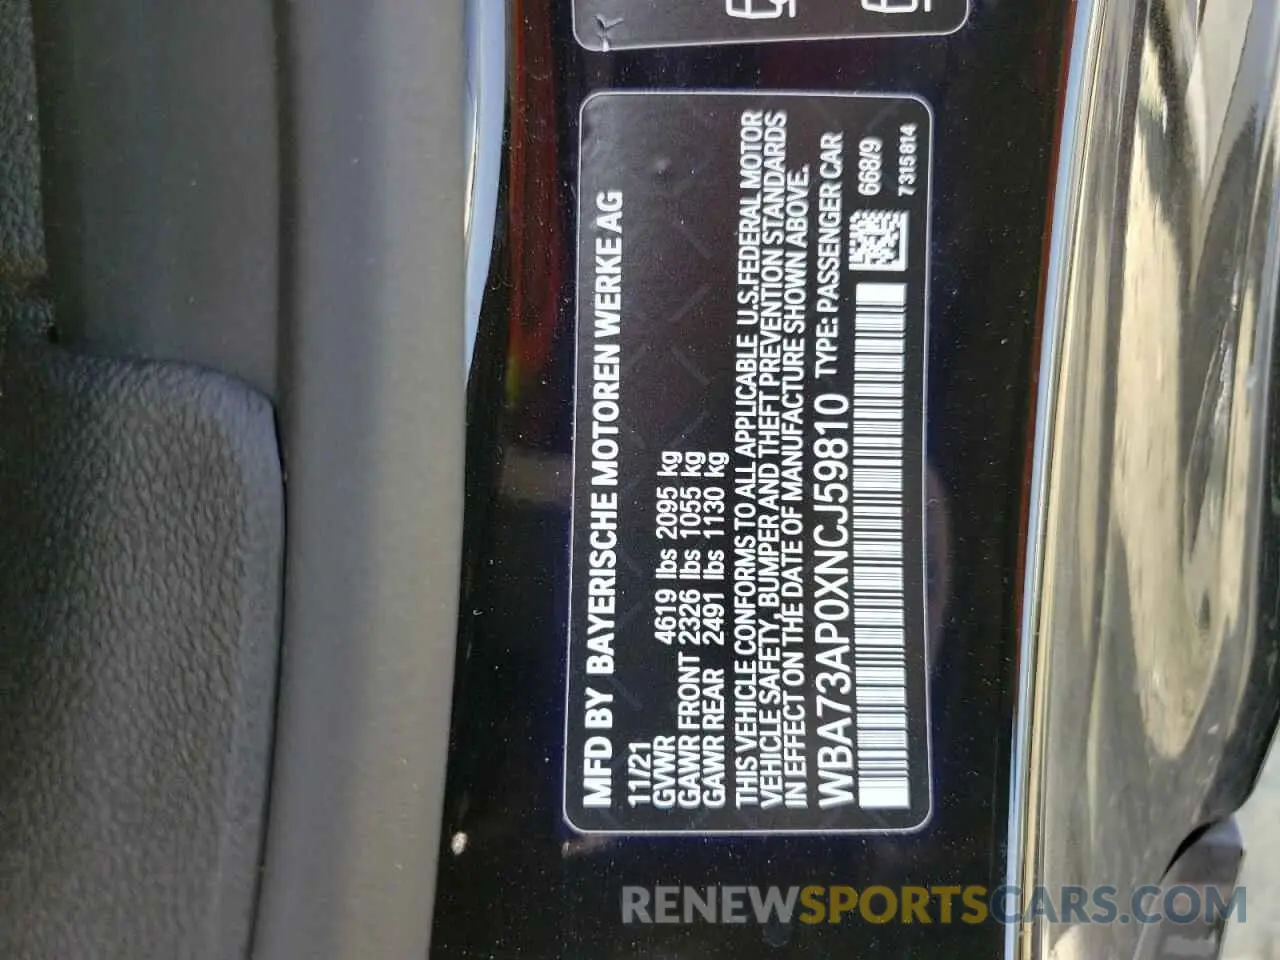 MFD BY BAYERISCHE MOTOREN WERKE AG
11/21
GVWR 4619 lbs 2095 kg
GAWR FRONT 2326 lbs 1055 kg
GAWR REAR 2491 lbs 1130 kg
THIS VEHICLE CONFORMS TO ALL APPLICABLE U.S.FEDERAL MOTOR
VEHICLE SAFETY, BUMPER AND THEFT PREVENTION STANDARDS
IN EFFECT ON THE DATE OF MANUFACTURE SHOWN ABOVE.
WBA73AP0XNCJ59810 TYPE: PASSENGER CAR
668/9
7315814
RENEWSPORTSCARS.COM